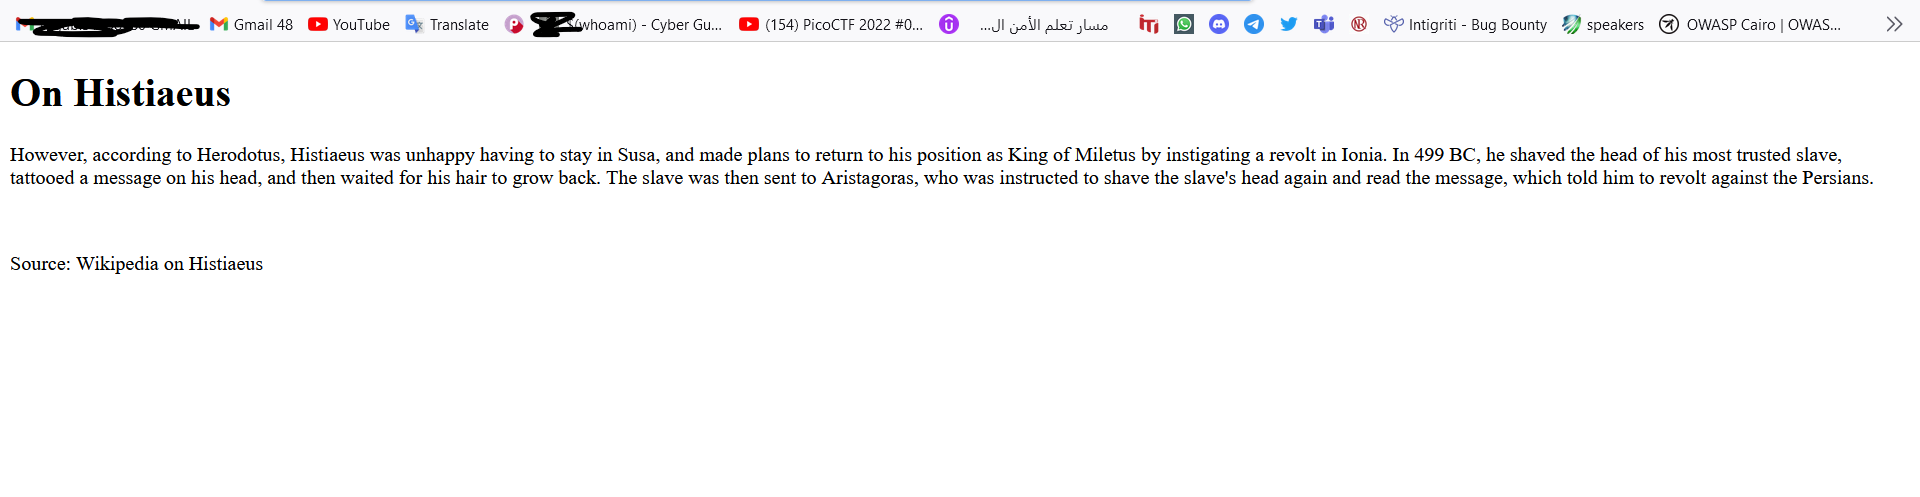 Gmail 48
YouTube
Translate
(whoami) - Cyber Gu...
(154) PicoCTF 2022 #0...
مسار تعلم الأمن ال...
iTi
Intigriti - Bug Bounty
speakers
OWASP Cairo | OWAS...
On Histiaeus
However, according to Herodotus, Histiaeus was unhappy having to stay in Susa, and made plans to return to his position as King of Miletus by instigating a revolt in Ionia. In 499 BC, he shaved the head of his most trusted slave,
tattooed a message on his head, and then waited for his hair to grow back. The slave was then sent to Aristagoras, who was instructed to shave the slave's head again and read the message, which told him to revolt against the Persians.
Source: Wikipedia on Histiaeus